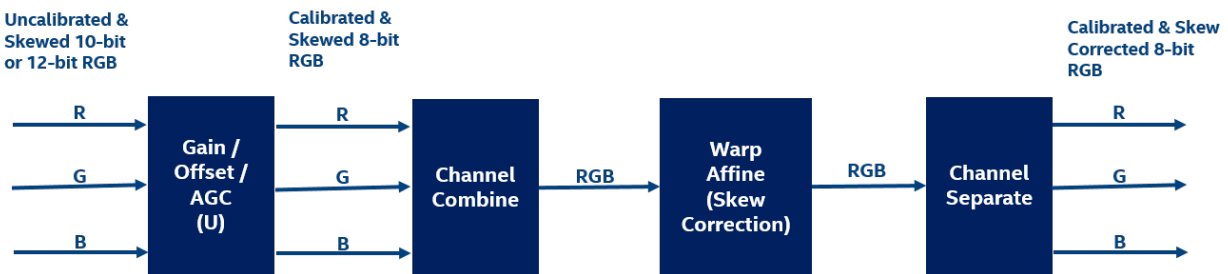 Uncalibrated &
Skewed 10-bit
or 12-bit RGB
Calibrated &
Skewed 8-bit
RGB
Calibrated & Skew
Corrected 8-bit
RGB
R
G
B
Gain /
Offset /
AGC
(U)
R
G
B
Channel
Combine
RGB
Warp
Affine
(Skew
Correction)
RGB
Channel
Separate
R
G
B